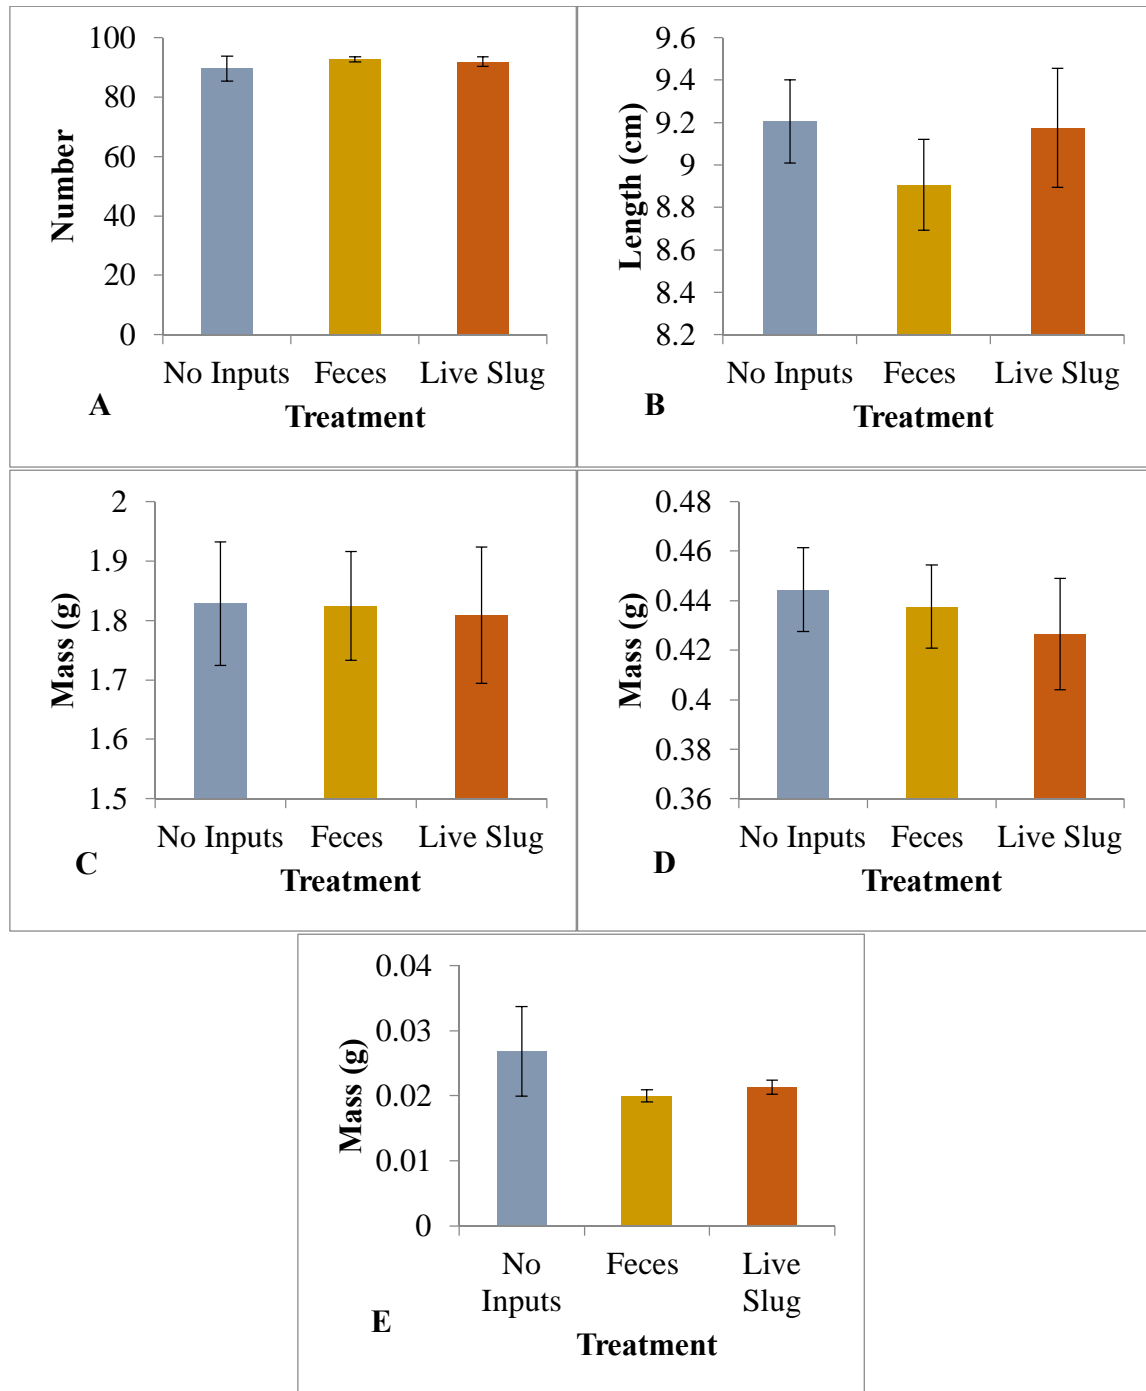 100
80
60
40
20
0
Number
No Inputs Feces Live Slug
A
Treatment
9.6
9.4
9.2
9
8.8
8.6
8.4
8.2
Length (cm)
No Inputs Feces Live Slug
B
Treatment
2
1.9
1.8
1.7
1.6
1.5
Mass (g)
No Inputs Feces Live Slug
C
Treatment
0.48
0.46
0.44
0.42
0.4
0.38
0.36
Mass (g)
No Inputs Feces Live Slug
D
Treatment
0.04
0.03
0.02
0.01
0
Mass (g)
No Feces Live
Inputs Slug
E
Treatment